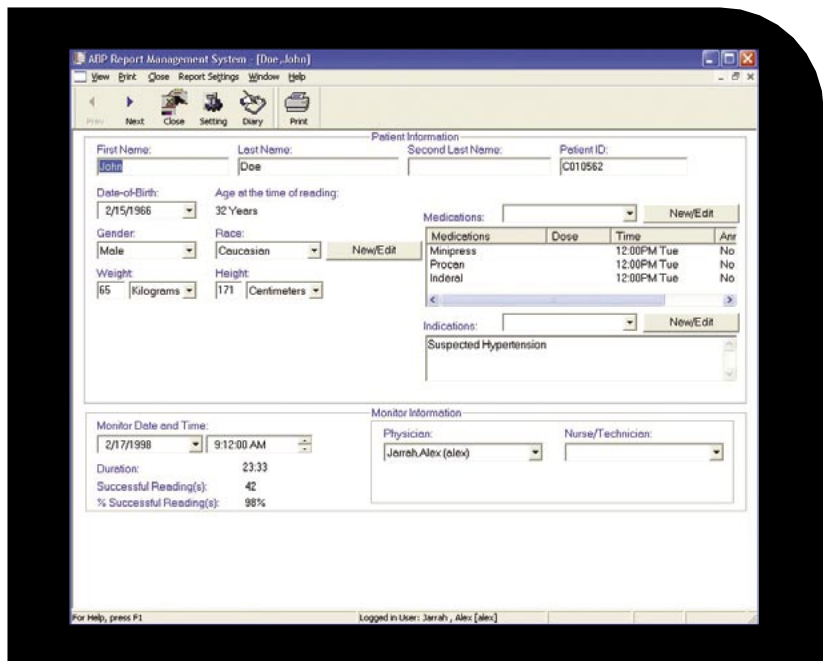 ABP Report Management System - [Doe,John]
View Print Close Report Settings Window Help
Prev Next Close Setting Diary Print
Patient Information
First Name: Last Name: Second Last Name: Patient ID:
John Doe C010562
Date-of-Birth: Age at the time of reading:
2/15/1966 32 Years
Medications: New/Edit
Gender: Race:
Male Caucasian New/Edit
Medications Dose Time
Minipress 12:00PM Tue No
Procan 12:00PM Tue No
Inderal 12:00PM Tue No
Weight: Height:
65 Kilograms 171 Centimeters
Indications: New/Edit
Suspected Hypertension
Monitor Information
Monitor Date and Time:
2/17/1998 9:12:00 AM
Physician: Nurse/Technician:
Jarrah,Alex (alex)
Duration: 23:33
Successful Reading(s): 42
% Successful Reading(s): 98%
For Help, press F1 Logged in User: Jarrah , Alex [alex]